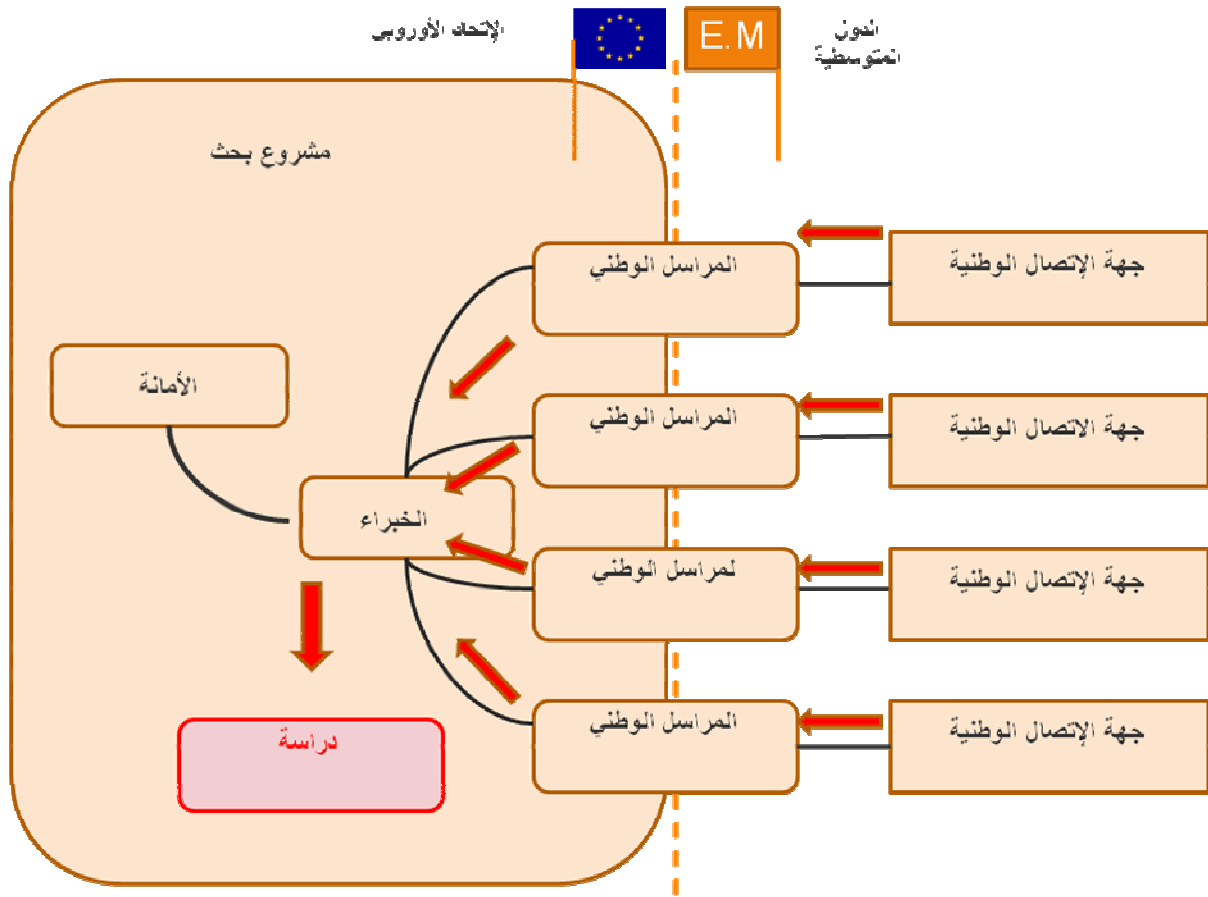 الدول
المتوسطية
E.M
الإتحاد الأوروبي
مشروع بحث
جهة الإتصال الوطنية
المراسل الوطني
الأمانة
جهة الاتصال الوطنية
المراسل الوطني
الخبراء
جهة الإتصال الوطنية
لمراسل الوطني
جهة الإتصال الوطنية
المراسل الوطني
دراسة